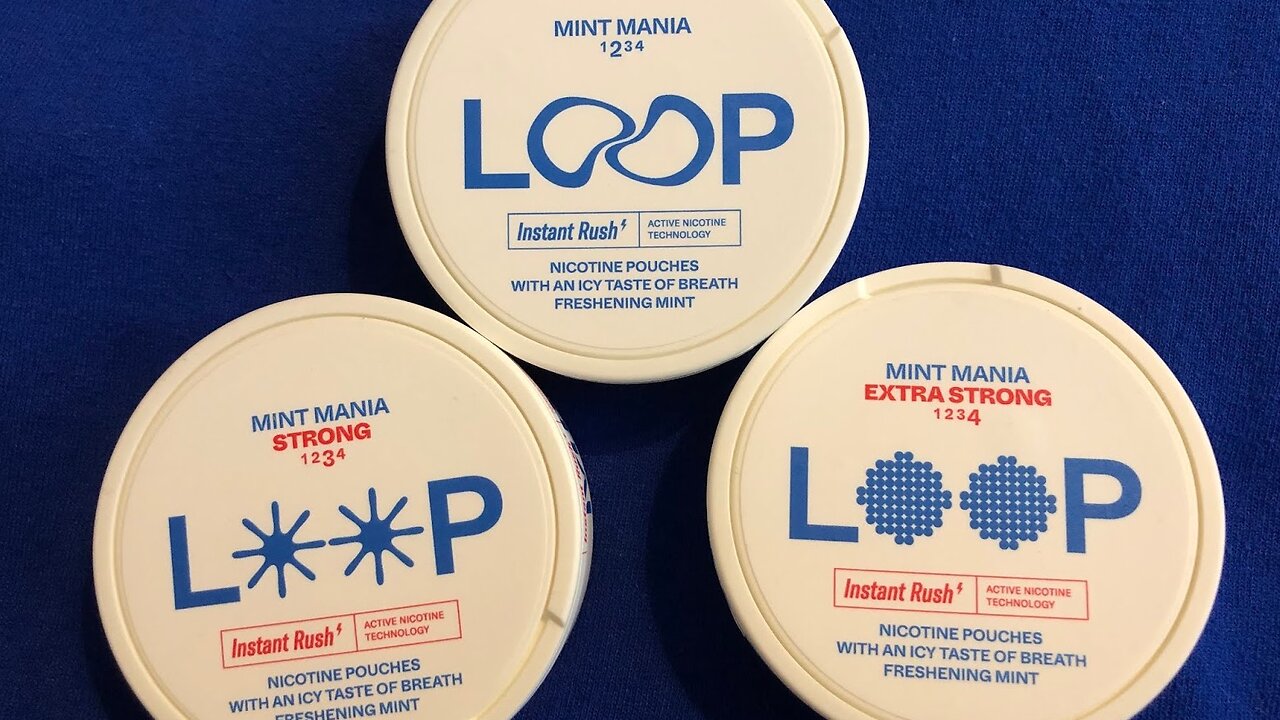 MINT MANIA
1234
LOOP
Instant Rush
ACTIVE NICOTINE
TECHNOLOGY
NICOTINE POUCHES
WITH AN ICY TASTE OF BREATH
FRESHENING MINT
MINT MANIA
STRONG
1234
LOOP
Instant Rush
ACTIVE NICOTINE
TECHNOLOGY
NICOTINE POUCHES
WITH AN ICY TASTE OF BREATH
FRESHENING MINT
MINT MANIA
EXTRA STRONG
1234
LOOP
Instant Rush
ACTIVE NICOTINE
TECHNOLOGY
NICOTINE POUCHES
WITH AN ICY TASTE OF BREATH
FRESHENING MINT